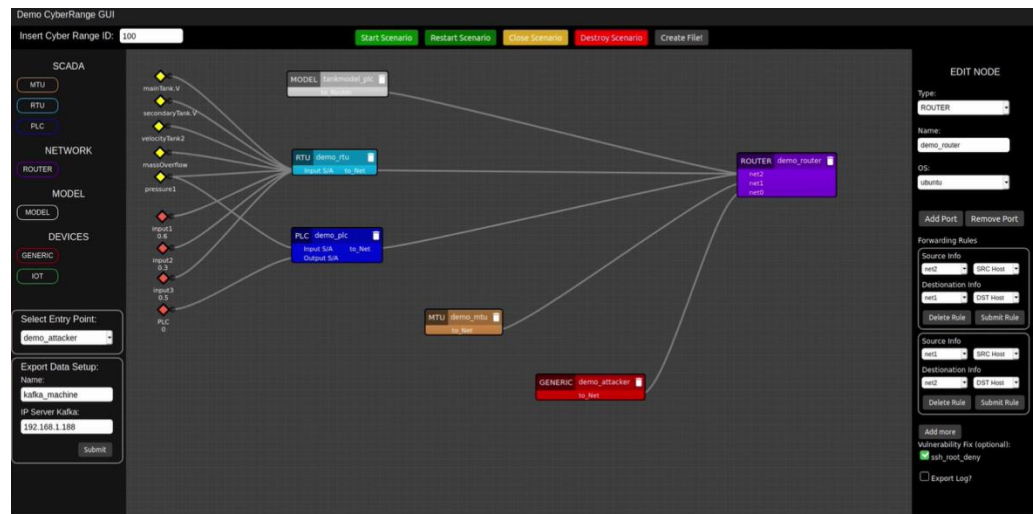 Demo CyberRange GUI
Insert Cyber Range ID: 100
Start Scenario Restart Scenario Close Scenario Destroy Scenario Create File!
SCADA
MTU
RTU
PLC
NETWORK
ROUTER
MODEL
MODEL
DEVICES
GENERIC
IOT
Select Entry Point:
demo_attacker
Export Data Setup:
Name:
kafka_machine
IP Server Kafka:
192.168.1.188
Submit
mainTank.V
secondaryTank.V
velocityTank2
massOverflow
pressure1
input1
0.6
input2
0.3
input3
0.5
PLC
0
MODEL tankmodel_plc
to_Router
RTU demo_rtu
Input S/A to_Net
PLC demo_plc
Input S/A to_Net
Output S/A
MTU demo_mtu
to_Net
GENERIC demo_attacker
to_Net
ROUTER demo_router
net2
net1
net0
EDIT NODE
Type:
ROUTER
Name:
demo_router
OS:
ubuntu
Add Port Remove Port
Forwarding Rules
Source Info
net2 SRC Host
Destionation Info
net1 DST Host
Delete Rule Submit Rule
Source Info
net1 SRC Host
Destionation Info
net2 DST Host
Delete Rule Submit Rule
Add more
Vulnerability Fix (optional):
ssh_root_deny
Export Log?